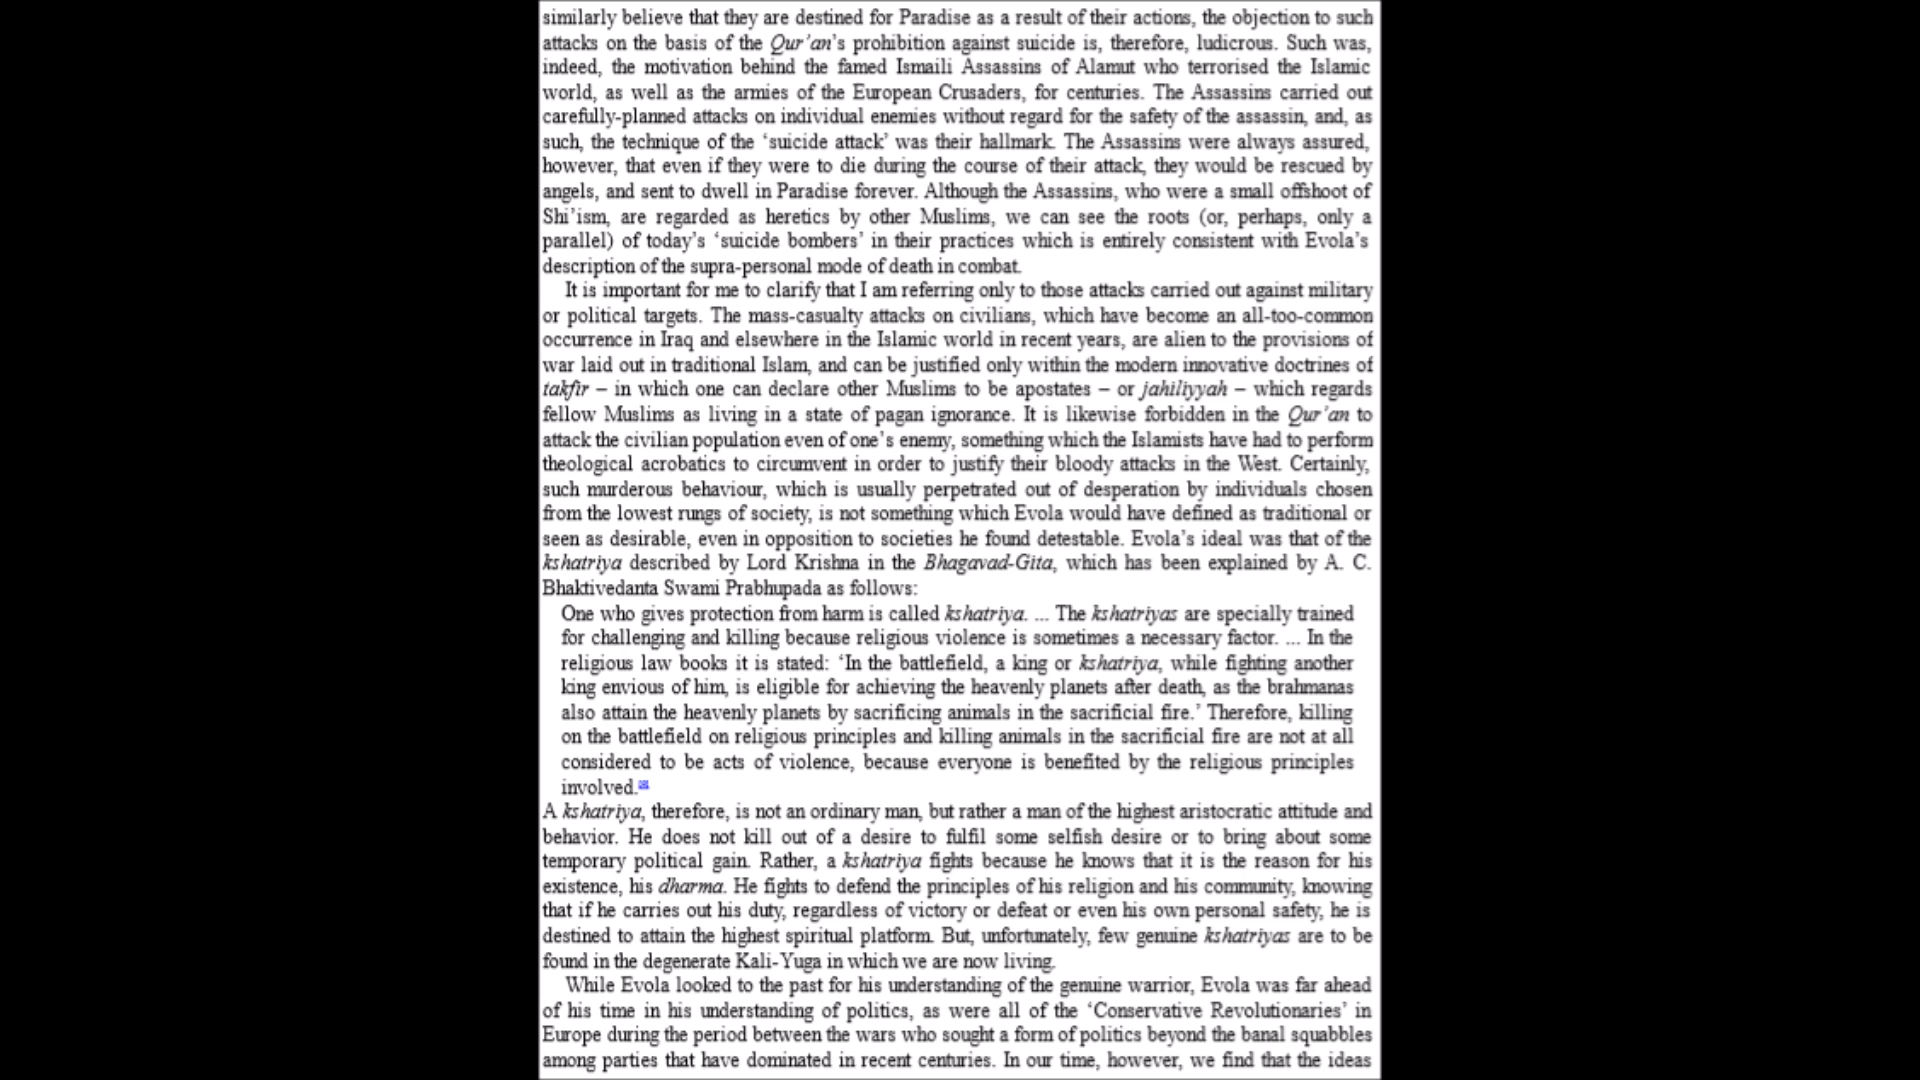 similarly believe that they are destined for Paradise as a result of their actions, the objection to such
attacks on the basis of the Qur’an’s prohibition against suicide is, therefore, ludicrous. Such was,
indeed, the motivation behind the famed Ismaili Assassins of Alamut who terrorised the Islamic
world, as well as the armies of the European Crusaders, for centuries. The Assassins carried out
carefully-planned attacks on individual enemies without regard for the safety of the assassin, and, as
such, the technique of the ‘suicide attack’ was their hallmark. The Assassins were always assured,
however, that even if they were to die during the course of their attack, they would be rescued by
angels, and sent to dwell in Paradise forever. Although the Assassins, who were a small offshoot of
Shi’ism, are regarded as heretics by other Muslims, we can see the roots (or, perhaps, only a
parallel) of today’s ‘suicide bombers’ in their practices which is entirely consistent with Evola’s
description of the supra-personal mode of death in combat.
It is important for me to clarify that I am referring only to those attacks carried out against military
or political targets. The mass-casualty attacks on civilians, which have become an all-too-common
occurrence in Iraq and elsewhere in the Islamic world in recent years, are alien to the provisions of
war laid out in traditional Islam, and can be justified only within the modern innovative doctrines of
takfir – in which one can declare other Muslims to be apostates – or jahiliyyah – which regards
fellow Muslims as living in a state of pagan ignorance. It is likewise forbidden in the Qur’an to
attack the civilian population even of one’s enemy, something which the Islamists have had to perform
theological acrobatics to circumvent in order to justify their bloody attacks in the West. Certainly,
such murderous behaviour, which is usually perpetrated out of desperation by individuals chosen
from the lowest rungs of society, is not something which Evola would have defined as traditional or
seen as desirable, even in opposition to societies he found detestable. Evola’s ideal was that of the
kshatriya described by Lord Krishna in the Bhagavad-Gita, which has been explained by A. C.
Bhaktivedanta Swami Prabhupada as follows:
One who gives protection from harm is called kshatriya. ... The kshatriyas are specially trained
for challenging and killing because religious violence is sometimes a necessary factor. ... In the
religious law books it is stated: ‘In the battlefield, a king or kshatriya, while fighting another
king envious of him, is eligible for achieving the heavenly planets after death, as the brahmanas
also attain the heavenly planets by sacrificing animals in the sacrificial fire.’ Therefore, killing
on the battlefield on religious principles and killing animals in the sacrificial fire are not at all
considered to be acts of violence, because everyone is benefited by the religious principles
involved.
A kshatriya, therefore, is not an ordinary man, but rather a man of the highest aristocratic attitude and
behavior. He does not kill out of a desire to fulfil some selfish desire or to bring about some
temporary political gain. Rather, a kshatriya fights because he knows that it is the reason for his
existence, his dharma. He fights to defend the principles of his religion and his community, knowing
that if he carries out his duty, regardless of victory or defeat or even his own personal safety, he is
destined to attain the highest spiritual platform. But, unfortunately, few genuine kshatriyas are to be
found in the degenerate Kali-Yuga in which we are now living.
While Evola looked to the past for his understanding of the genuine warrior, Evola was far ahead
of his time in his understanding of politics, as were all of the ‘Conservative Revolutionaries’ in
Europe during the period between the wars who sought a form of politics beyond the banal squabbles
among parties that have dominated in recent centuries. In our time, however, we find that the ideas